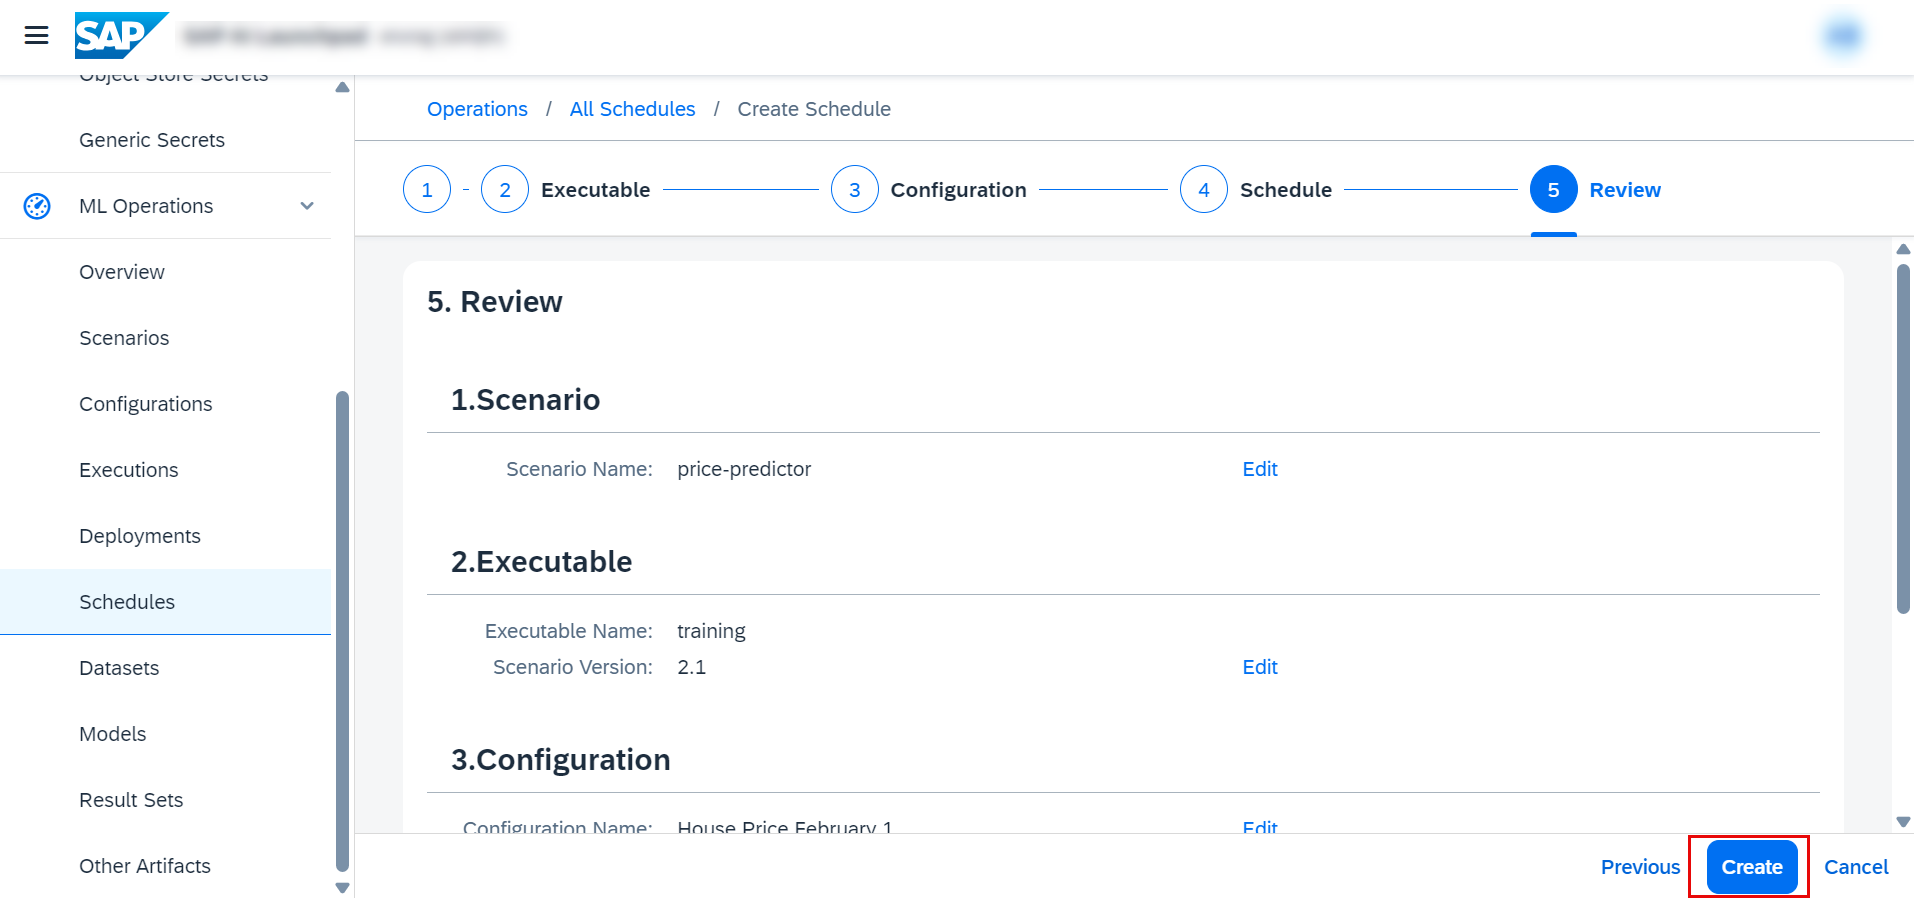 SAP
Object Store Secrets
Generic Secrets
ML Operations
Overview
Scenarios
Configurations
Executions
Deployments
Schedules
Datasets
Models
Result Sets
Other Artifacts
Operations / All Schedules / Create Schedule
1 - 2 Executable 3 Configuration 4 Schedule 5 Review
5. Review
1.Scenario
Scenario Name: price-predictor Edit
2.Executable
Executable Name: training
Scenario Version: 2.1 Edit
3.Configuration
Configuration Name: House Price February 1 Edit
Previous Create Cancel